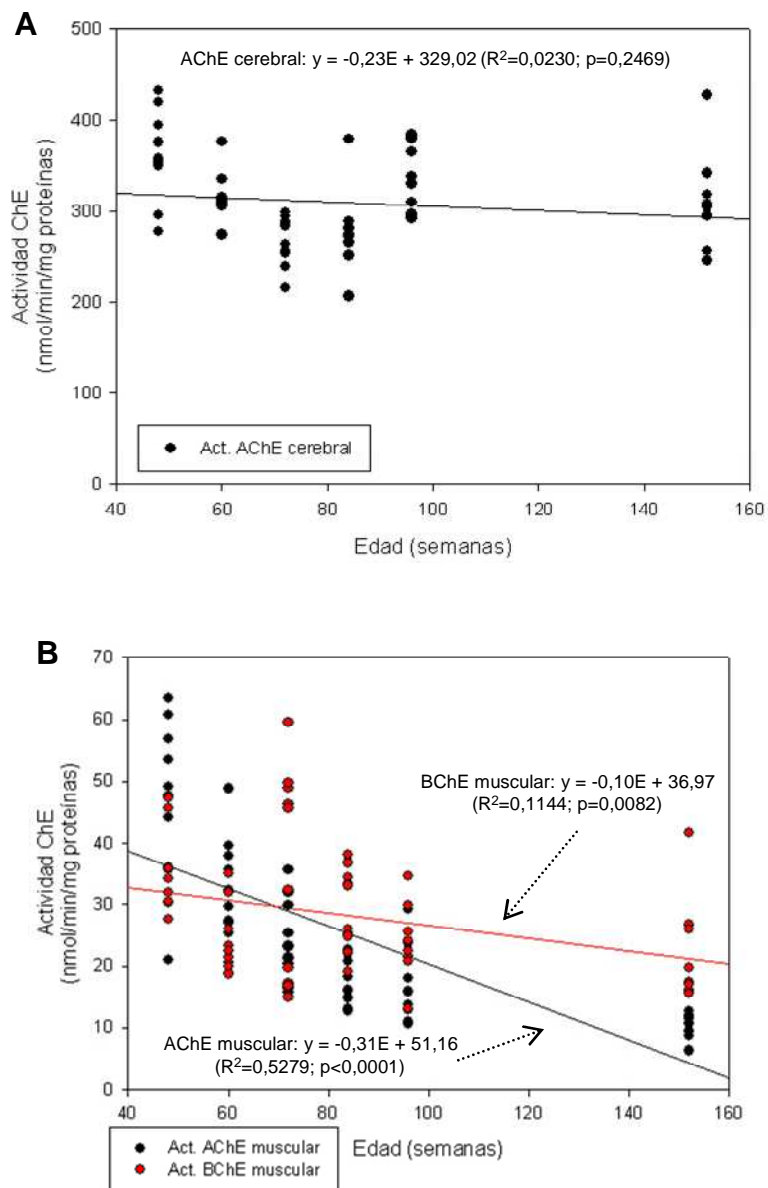 A
500
400
300
200
100
0
Actividad ChE
(nmol/min/mg proteínas)
AChE cerebral: y = -0,23E + 329,02 (R²=0,0230; p=0,2469)
Act. AChE cerebral
40 60 80 100 120 140 160
Edad (semanas)
B
70
60
50
40
30
20
10
0
Actividad ChE
(nmol/min/mg proteínas)
BChE muscular: y = -0,10E + 36,97
(R²=0,1144; p=0,0082)
AChE muscular: y = -0,31E + 51,16
(R²=0,5279; p<0,0001)
40 60 80 100 120 140 160
Edad (semanas)
Act. AChE muscular
Act. BChE muscular